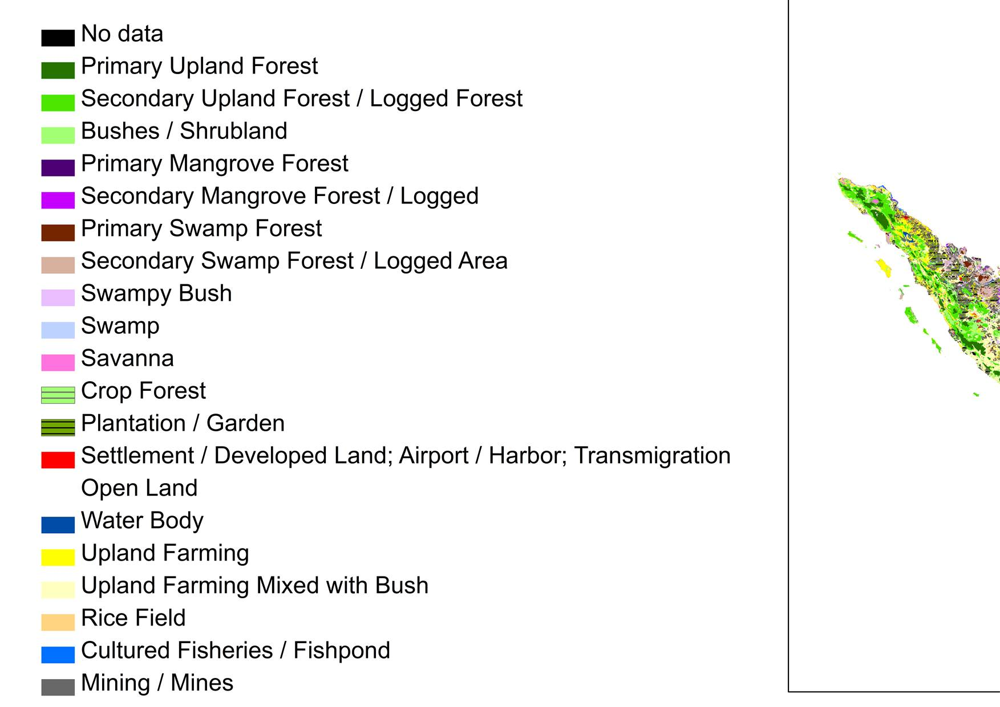 No data
Primary Upland Forest
Secondary Upland Forest / Logged Forest
Bushes / Shrubland
Primary Mangrove Forest
Secondary Mangrove Forest / Logged
Primary Swamp Forest
Secondary Swamp Forest / Logged Area
Swampy Bush
Swamp
Savanna
Crop Forest
Plantation / Garden
Settlement / Developed Land; Airport / Harbor; Transmigration
Open Land
Water Body
Upland Farming
Upland Farming Mixed with Bush
Rice Field
Cultured Fisheries / Fishpond
Mining / Mines